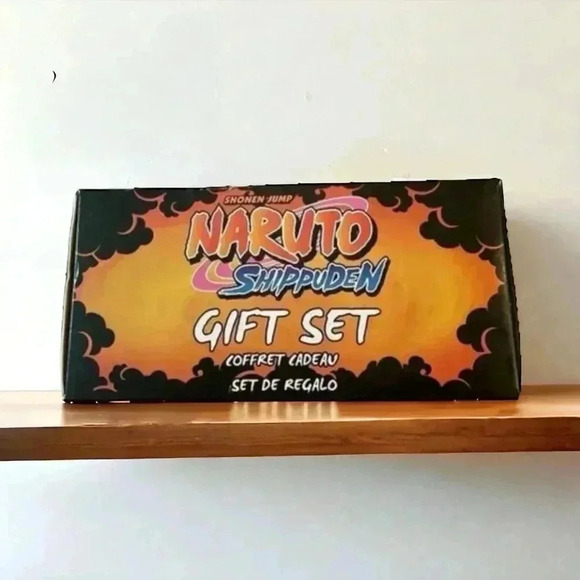 SHONEN JUMP
NARUTO
SHIPPUDEN
GIFT SET
COFFRET CADEAU
SET DE REGALO